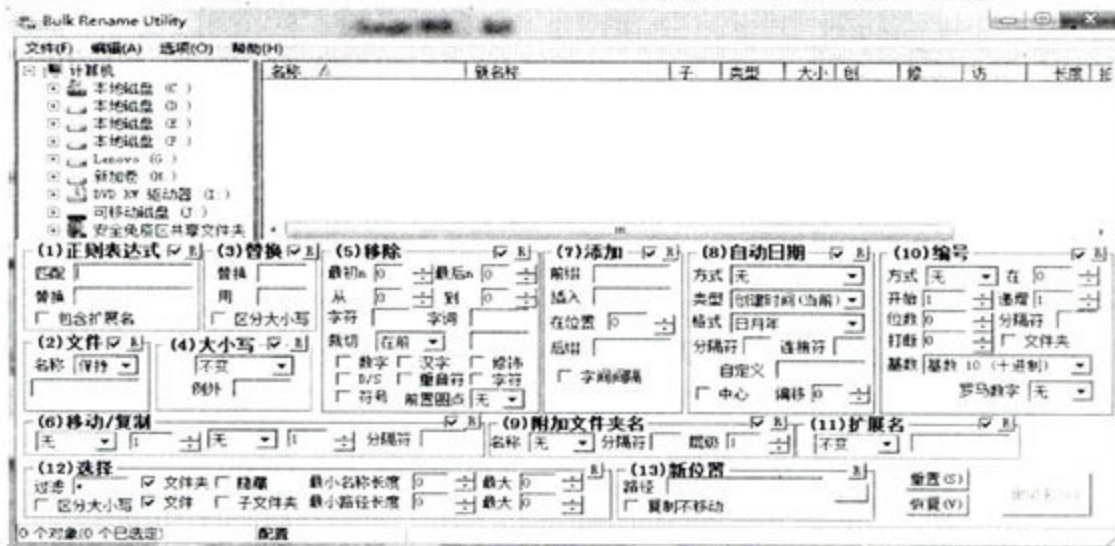 Bulk Rename Utility
文件(F) 编辑(A) 选项(O) 帮助(H)
计算机
本地磁盘 (C:)
本地磁盘 (D:)
本地磁盘 (E:)
本地磁盘 (F:)
Lenovo (G:)
新加卷 (H:)
DVD RW 驱动器 (I:)
可移动磁盘 (J:)
安全免疫区共享文件夹
名称 新名称 子 类型 大小 创 修 访 长度
(1)正则表达式 R
匹配
替换
包含扩展名
(2)文件 R
名称 保持
(3)替换 R
替换
用
区分大小写
(4)大小写 R
不变
例外
(5)移除 R
最初n 0 最后n 0
从 0 到 0
字符 字词
裁切 在前
数字 汉字 修饰
D/S 重音符 字符
符号 前置圆点 无
(7)添加 R
前缀
插入
在位置 0
后缀
字间间隔
(8)自动日期 R
方式 无
类型 创建时间(当前)
格式 日月年
分隔符 连接符
自定义
中心 偏移 0
(10)编号 R
方式 无 在 0
开始 1 递增 1
位数 0 分隔符
打断 0 文件夹
基数 基数 10 (十进制)
罗马数字 无
(6)移动/复制 R
无 1 无 1 分隔符
(9)附加文件夹名 R
名称 无 分隔符 层级 1
(11)扩展名 R
不变
(12)选择 R
过滤 * 文件夹 隐藏 最小名称长度 0 最大 0
区分大小写 文件 子文件夹 最小路径长度 0 最大 0
(13)新位置 R
路径
复制不移动
重置(S)
恢复(V)
0 个对象(0 个已选定) 配置